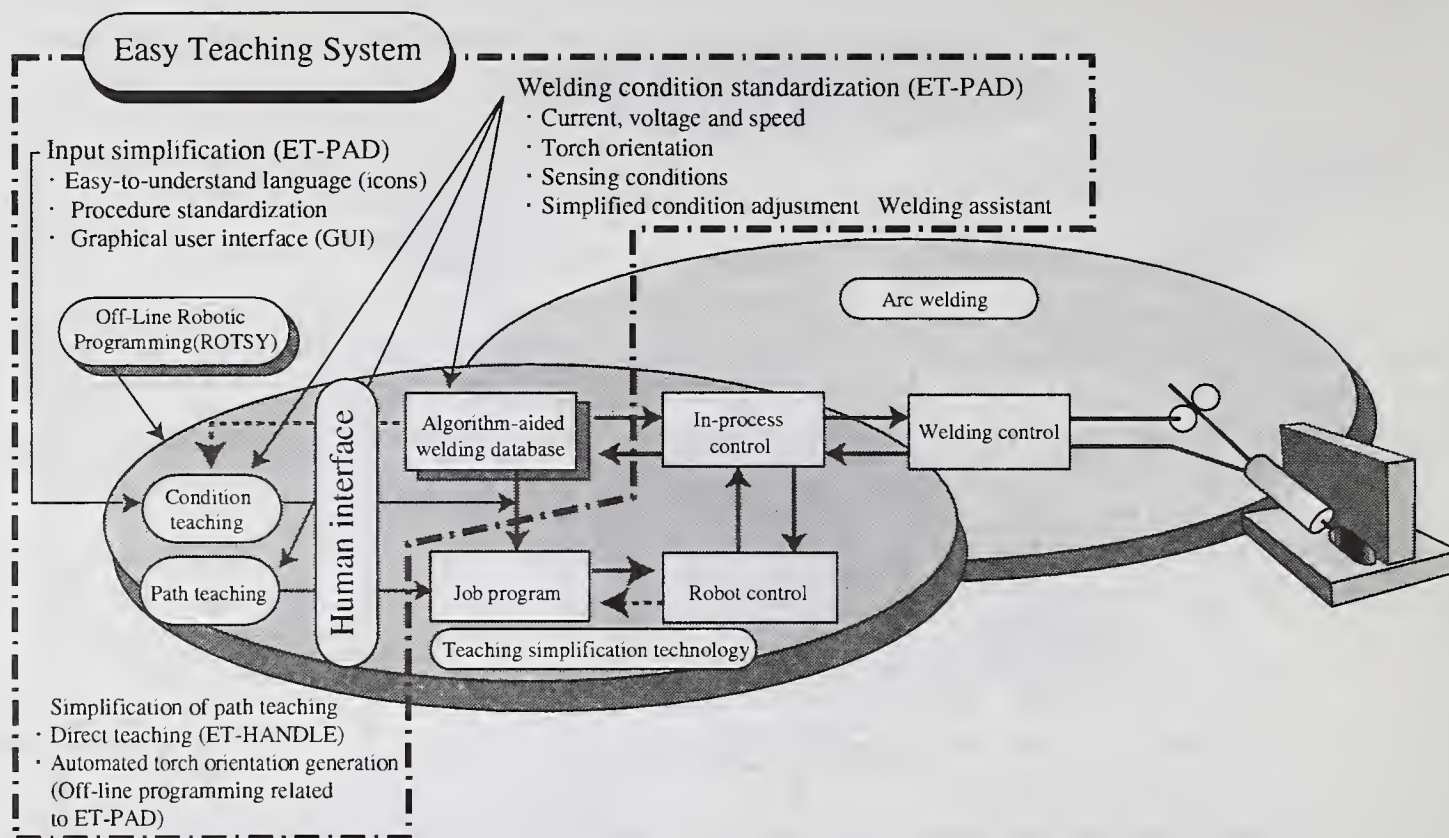 Easy Teaching System
Welding condition standardization (ET-PAD)
· Current, voltage and speed
· Torch orientation
· Sensing conditions
· Simplified condition adjustment Welding assistant
Input simplification (ET-PAD)
· Easy-to-understand language (icons)
· Procedure standardization
· Graphical user interface (GUI)
Arc welding
Off-Line Robotic
Programming(ROTSY)
Human interface
Algorithm-aided
welding database
In-process
control
Welding control
Condition
teaching
Path teaching
Job program
Robot control
Teaching simplification technology
Simplification of path teaching
· Direct teaching (ET-HANDLE)
· Automated torch orientation generation
(Off-line programming related
to ET-PAD)